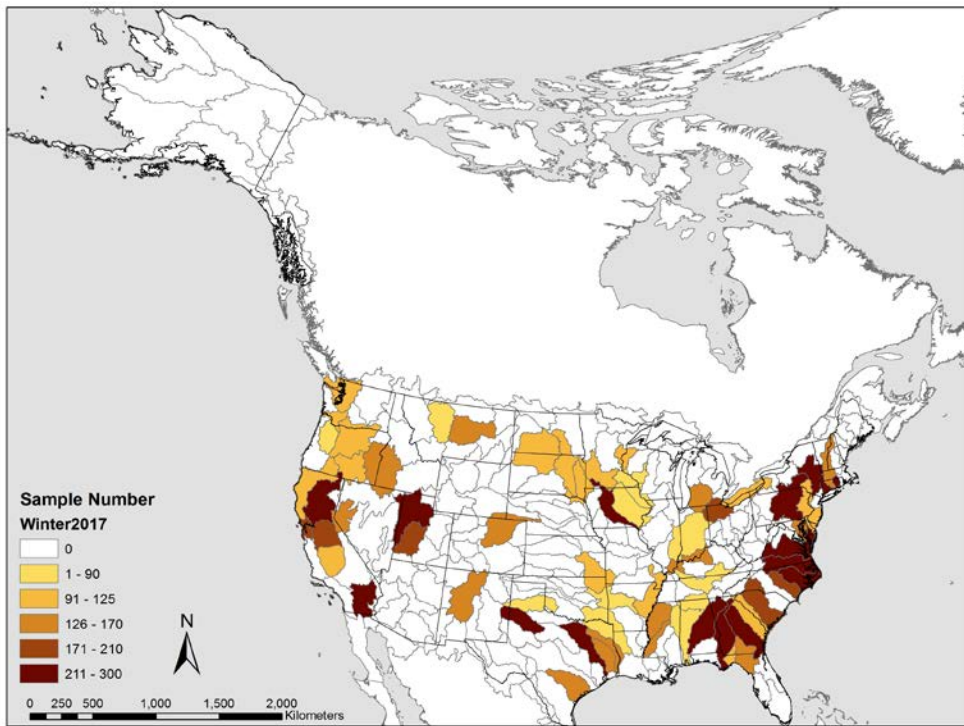 Sample Number
Winter2017
0
1 - 90
91 - 125
126 - 170
171 - 210
211 - 300
N
0 250 500 1,000 1,500 2,000
Kilometers